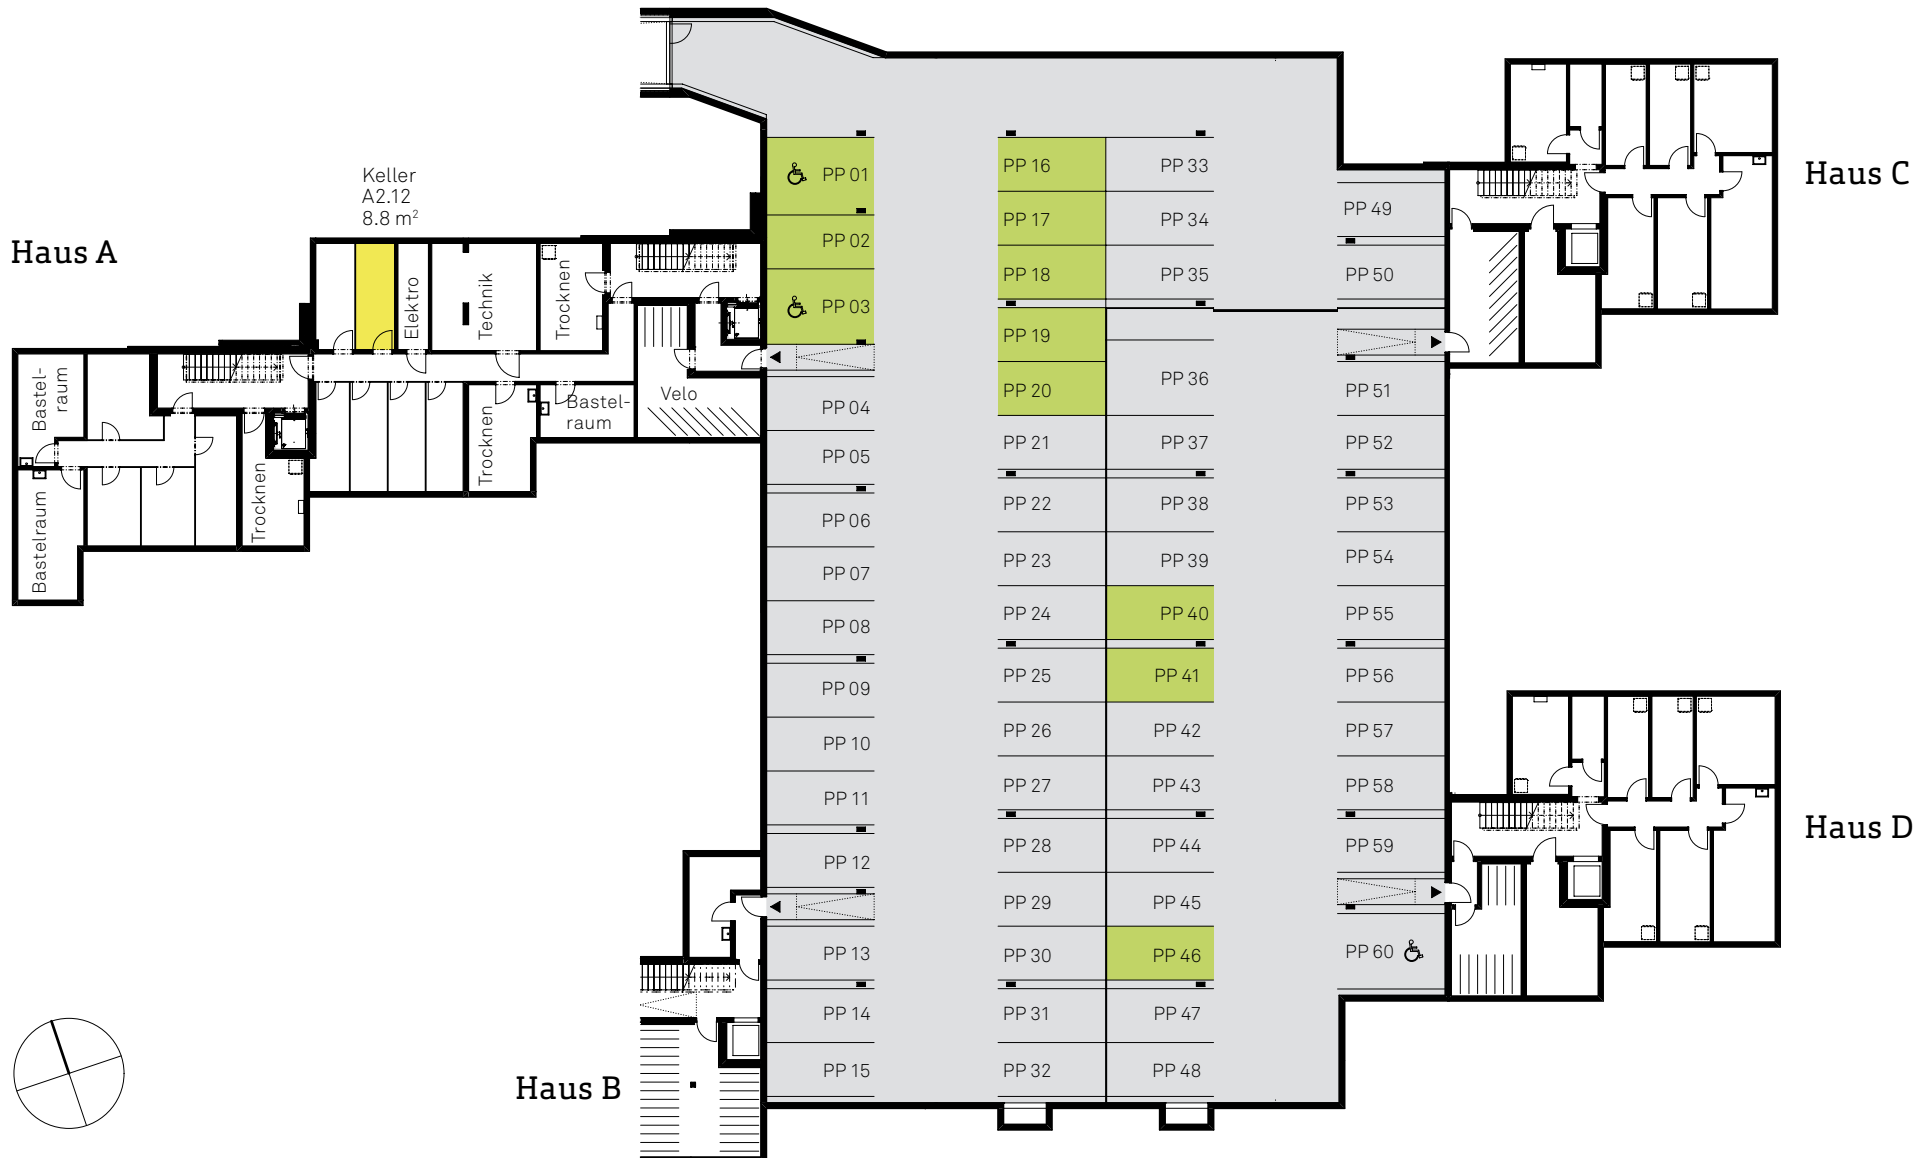 Haus A
Keller
A2.12
8.8 m²
Elektro
Technik
Trocknen
Bastel-
raum
Bastelraum
Trocknen
Trocknen
Bastel-
raum
Velo
PP 01
PP 02
PP 03
PP 04
PP 05
PP 06
PP 07
PP 08
PP 09
PP 10
PP 11
PP 12
PP 13
PP 14
PP 15
Haus B
PP 16
PP 17
PP 18
PP 19
PP 20
PP 21
PP 22
PP 23
PP 24
PP 25
PP 26
PP 27
PP 28
PP 29
PP 30
PP 31
PP 32
PP 33
PP 34
PP 35
PP 36
PP 37
PP 38
PP 39
PP 40
PP 41
PP 42
PP 43
PP 44
PP 45
PP 46
PP 47
PP 48
PP 49
PP 50
PP 51
PP 52
PP 53
PP 54
PP 55
PP 56
PP 57
PP 58
PP 59
PP 60
Haus C
Haus D